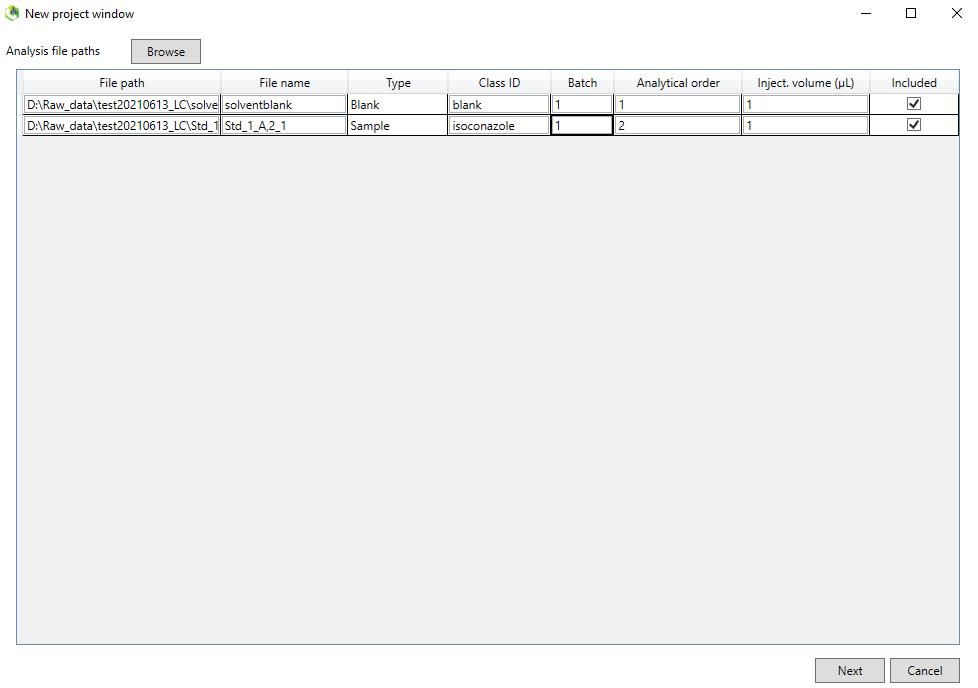 New project window
Analysis file paths Browse
File path File name Type Class ID Batch Analytical order Inject. volume (μL) Included
D:\Raw_data\test20210613_LC\solve solventblank Blank blank 1 1 1
D:\Raw_data\test20210613_LC\Std_1 Std_1_A,2_1 Sample isoconazole 1 2 1
Next Cancel